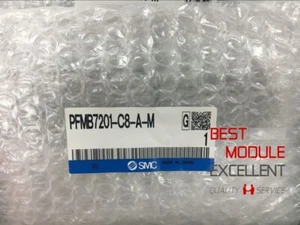 PFMB7201-C8-A-M
G
1
SMC
BEST
MODULE
EXCELLENT
QUALITY SERVICE